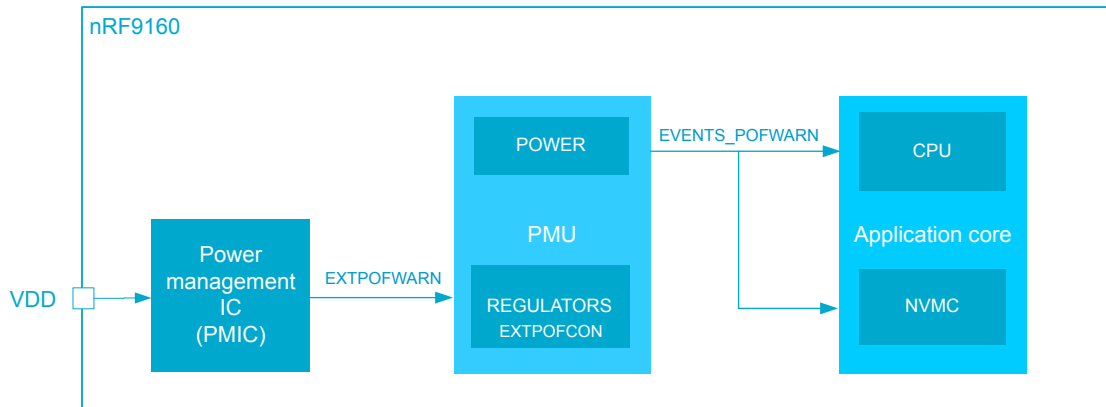 nRF9160
VDD
Power
management
IC
(PMIC)
EXTPOFWARN
POWER
PMU
REGULATORS
EXTPOFCON
EVENTS_POFWARN
CPU
Application core
NVMC